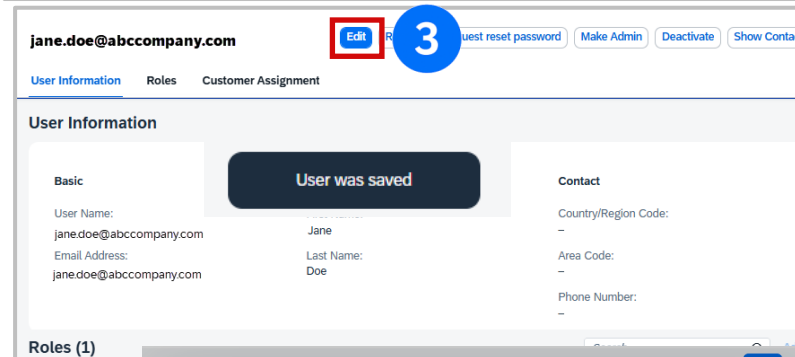 jane.doe@abccompany.com
Edit
3
uest reset password
Make Admin
Deactivate
Show Conta
User Information Roles Customer Assignment
User Information
Basic
User was saved
Contact
User Name:
Country/Region Code:
jane.doe@abccompany.com
Jane
–
Email Address:
Last Name:
Area Code:
jane.doe@abccompany.com
Doe
–
Phone Number:
–
Roles (1)